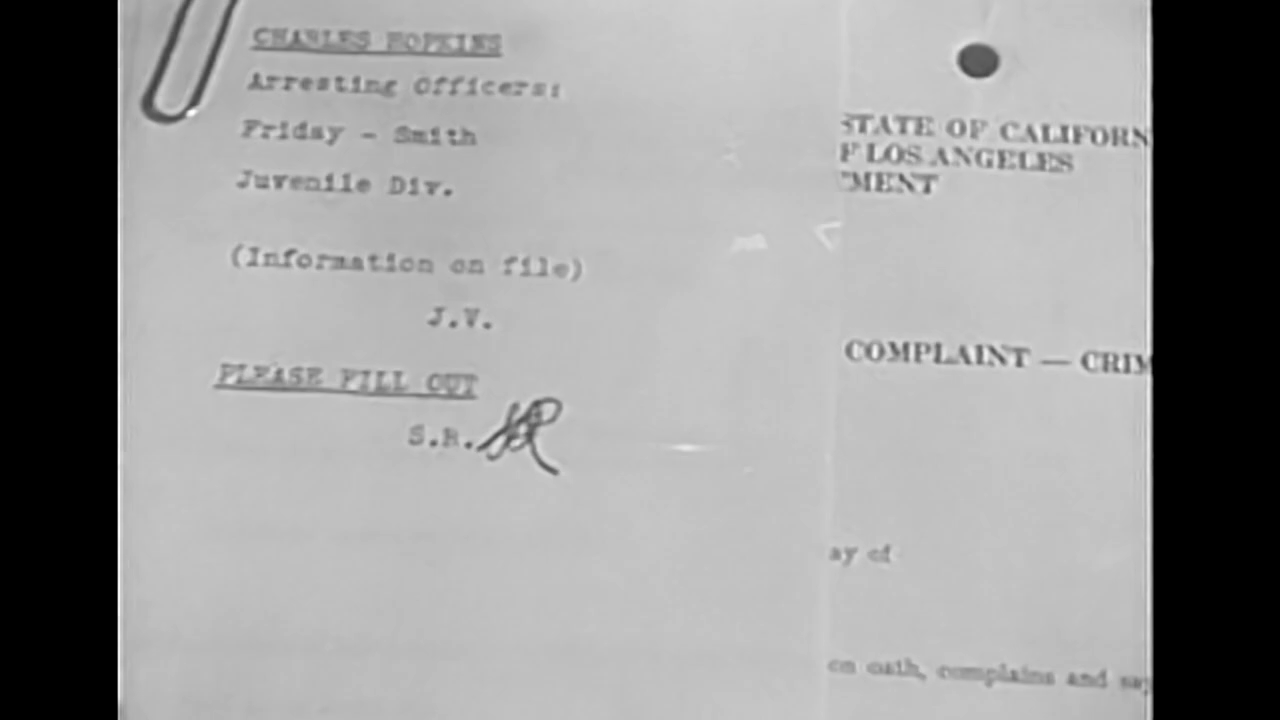 CHARLES HOPKINS
Arresting Officers:
Friday - Smith
Juvenile Div.
(Information on file)
J.V.
PLEASE FILL OUT
S.R.
STATE OF CALIFORN
F LOS ANGELES
MENT
COMPLAINT — CRIM
ay of
on oath, complains and say